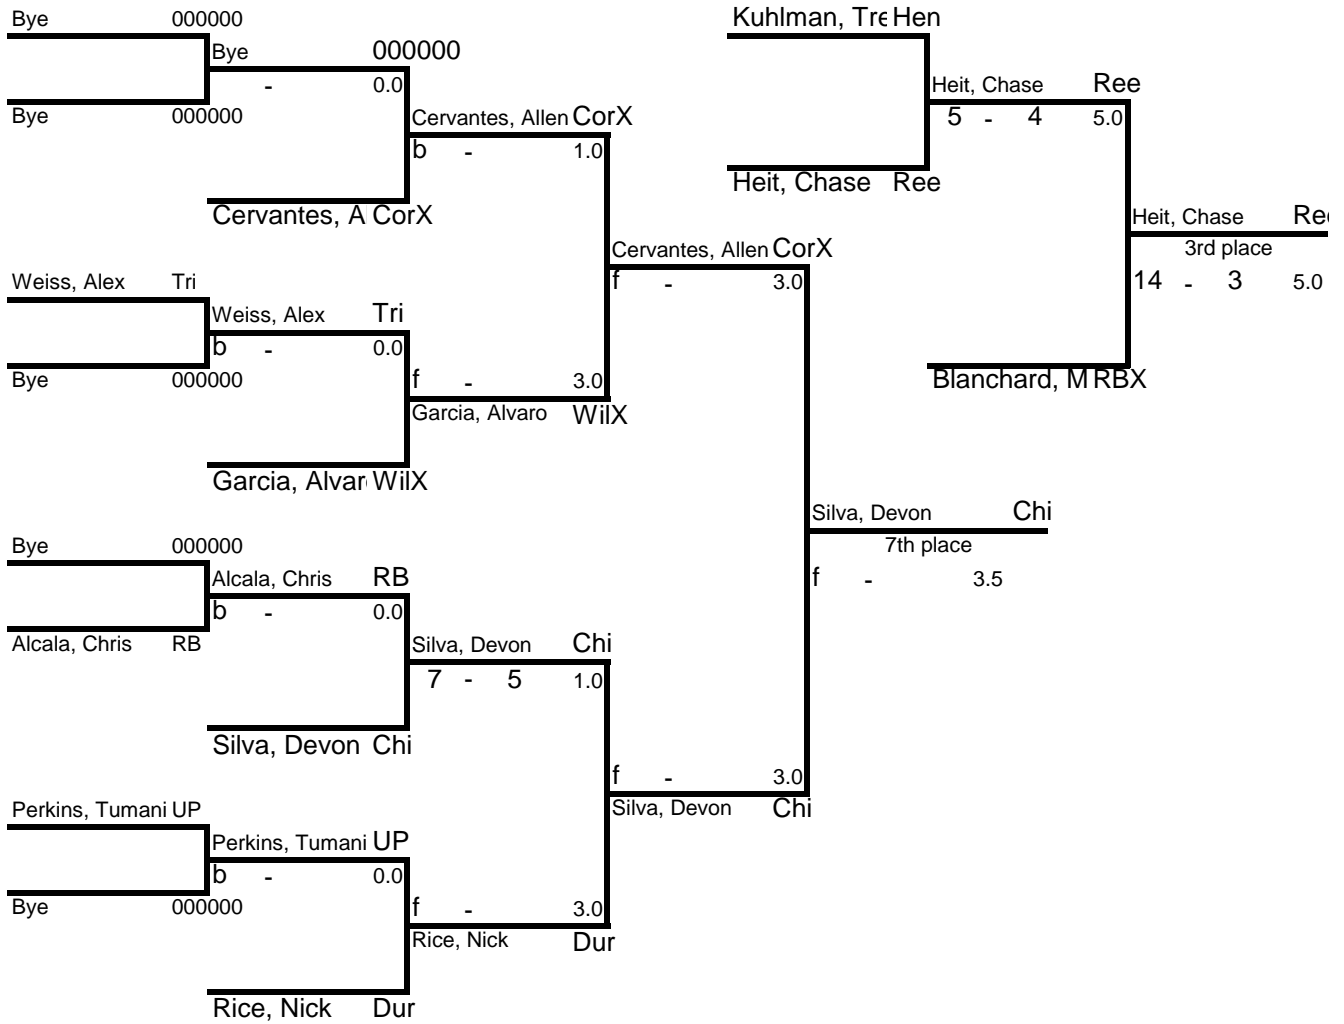 Bye 000000
Bye 000000
- 0.0
Bye 000000
Cervantes, Allen CorX
b - 1.0
Cervantes, A CorX
Cervantes, Allen CorX
f - 3.0
Weiss, Alex Tri
Weiss, Alex Tri
b - 0.0
Bye 000000
f - 3.0
Garcia, Alvaro WilX
Garcia, Alvar WilX
Silva, Devon Chi
7th place
f - 3.5
Bye 000000
Alcala, Chris RB
b - 0.0
Alcala, Chris RB
Silva, Devon Chi
7 - 5 1.0
Silva, Devon Chi
f - 3.0
Silva, Devon Chi
Perkins, Tumani UP
Perkins, Tumani UP
b - 0.0
Bye 000000
f - 3.0
Rice, Nick Dur
Rice, Nick Dur
Kuhlman, Tre Hen
Heit, Chase Ree
5 - 4 5.0
Heit, Chase Ree
Heit, Chase Ree
3rd place
14 - 3 5.0
Blanchard, M RBX